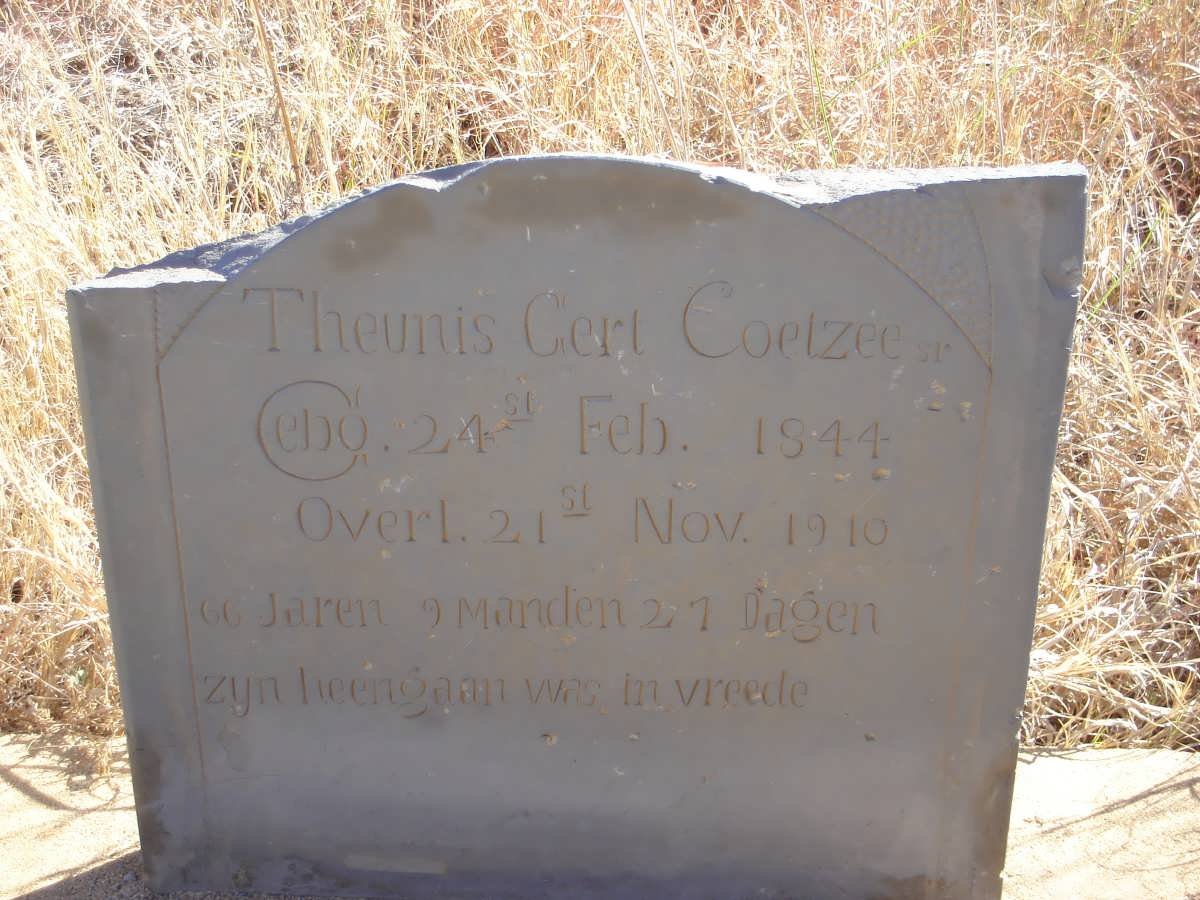 Theunis Gert Coetzee sr
Gebg. 24st Feb. 1844
Overl. 21st Nov. 1910
66 Jaren 9 Manden 27 Dagen
zyn heengaan was in vreede